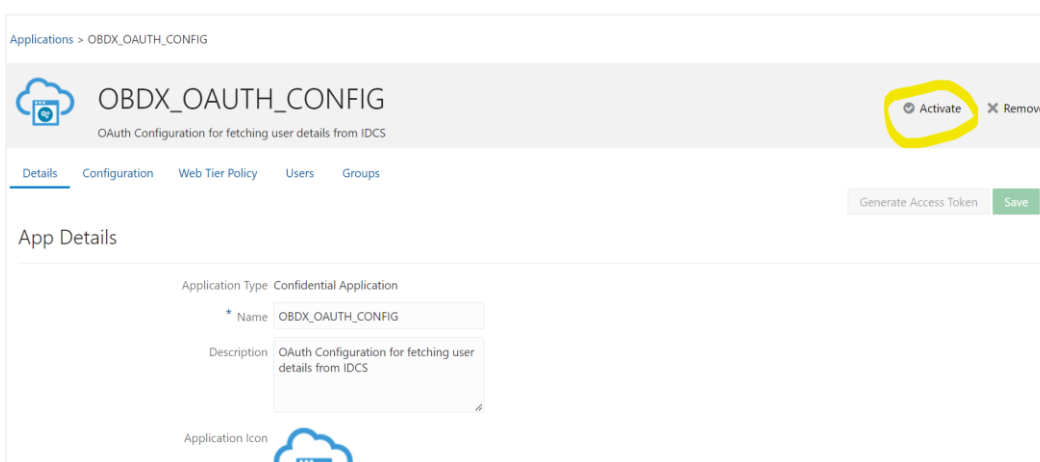 Applications > OBDX_OAUTH_CONFIG
OBDX_OAUTH_CONFIG
Activate
Remove
OAuth Configuration for fetching user details from IDCS
Details Configuration Web Tier Policy Users Groups
Generate Access Token Save
App Details
Application Type Confidential Application
* Name OBDX_OAUTH_CONFIG
Description OAuth Configuration for fetching user
details from IDCS
Application Icon